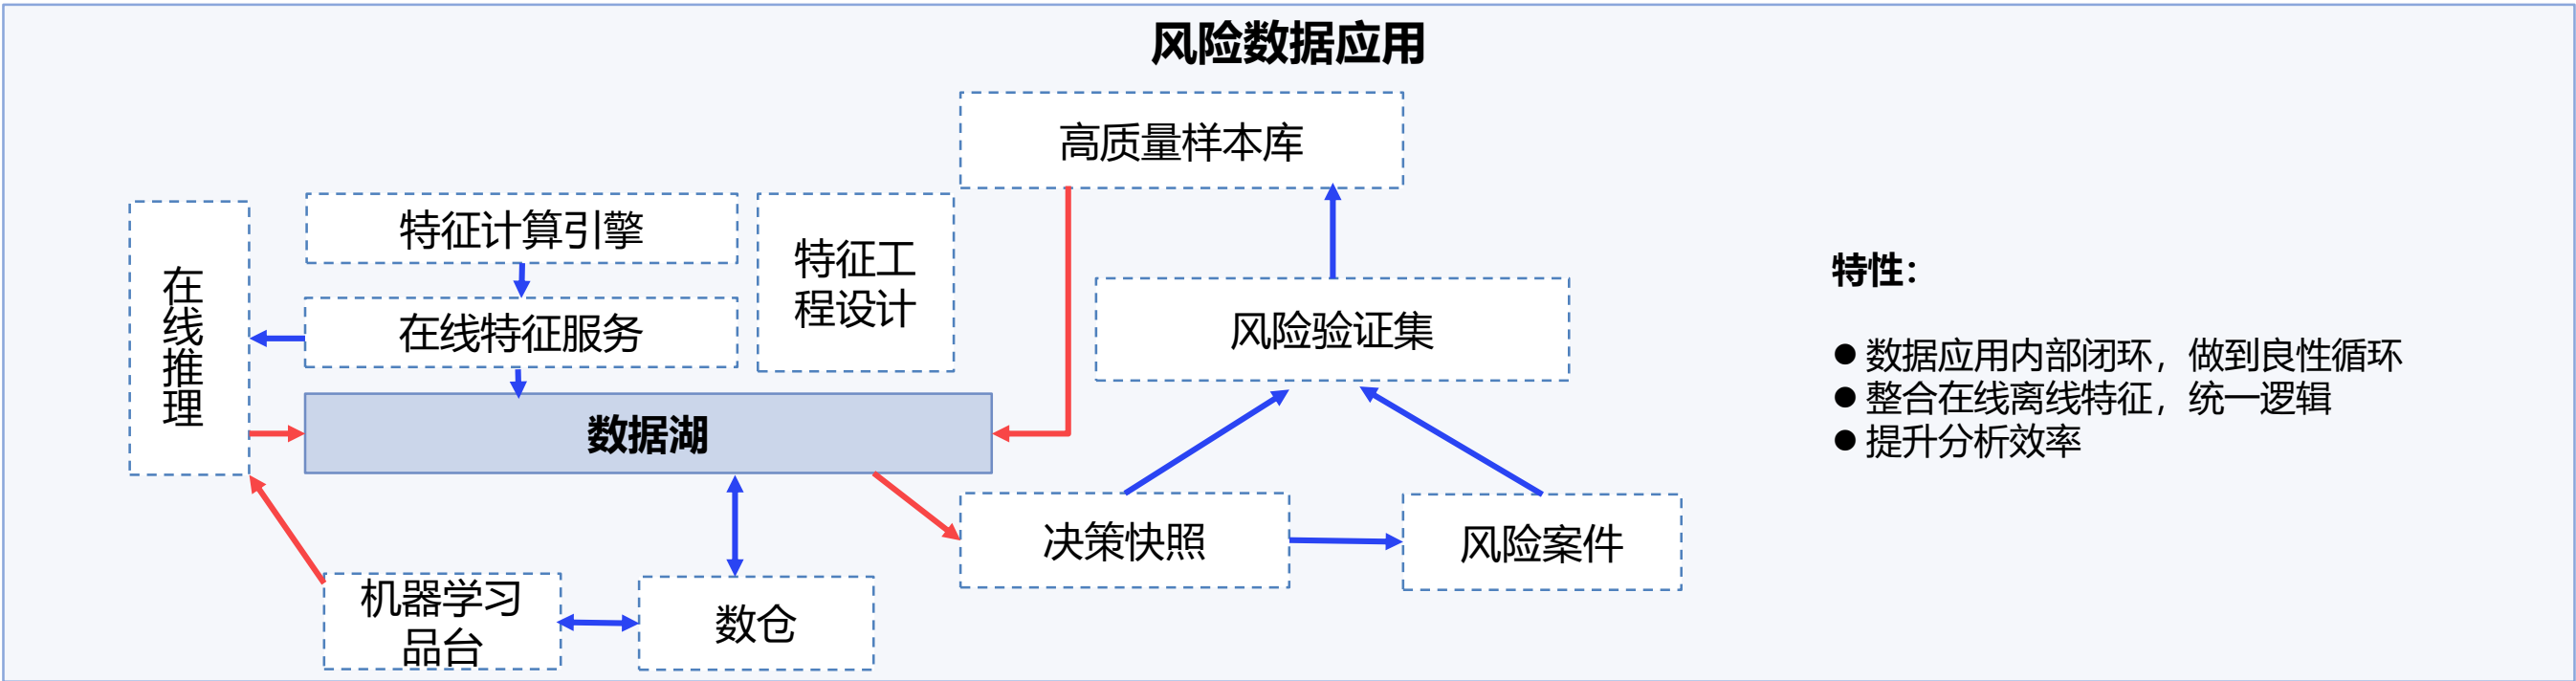 风险数据应用
高质量样本库
特征计算引擎
特征工
程设计
在线推理
在线特征服务
风险验证集
数据湖
决策快照
风险案件
机器学习
品台
数仓
特性：
● 数据应用内部闭环，做到良性循环
● 整合在线离线特征，统一逻辑
● 提升分析效率